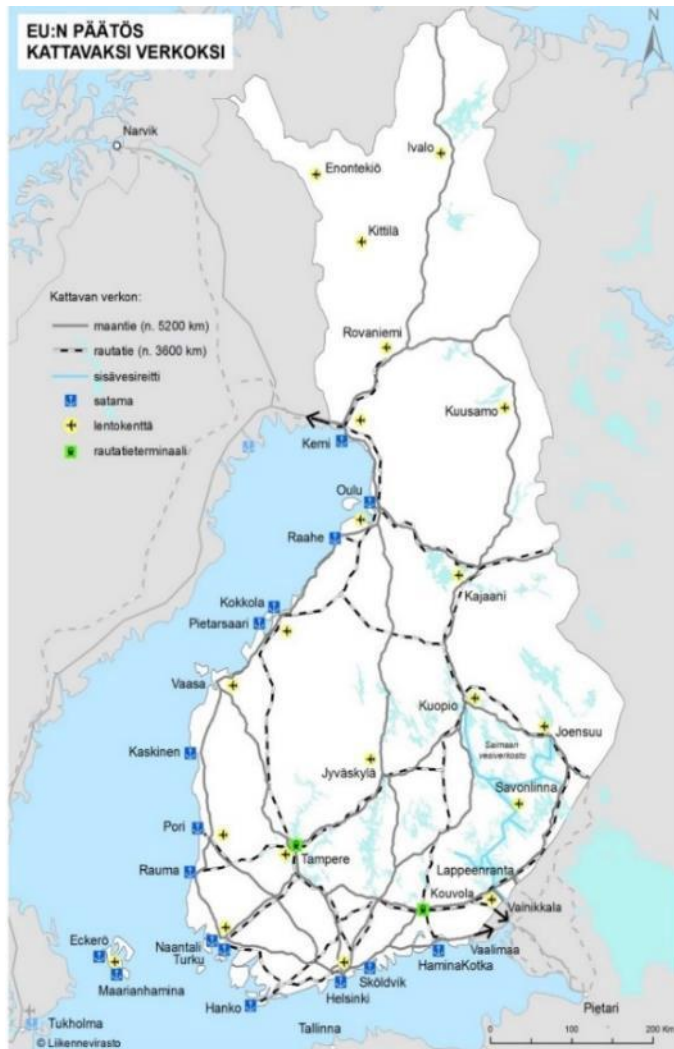 EU:N PÄÄTÖS
KATTAVAKSI VERKOKSI
N
Narvik
Ivalo
Enontekiö
Kittilä
Kattavan verkon:
maantie (n. 5200 km)
rautatie (n. 3600 km)
sisävesireitti
satama
lentokenttä
rautatieterminaali
Rovaniemi
Kuusamo
Kemi
Oulu
Raahe
Kajaani
Kokkola
Pietarsaari
Vaasa
Kuopio
Joensuu
Saimaan
vesiverkosto
Kaskinen
Jyväskylä
Savonlinna
Pori
Tampere
Rauma
Lappeenranta
Kouvola
Vainikkala
Naantali
Turku
Vaalimaa
HaminaKotka
Eckerö
Maarianhamina
Sköldvik
Helsinki
Hanko
Pietari
Tukholma
Tallinna
0 100 200 Km
© Liikennevirasto